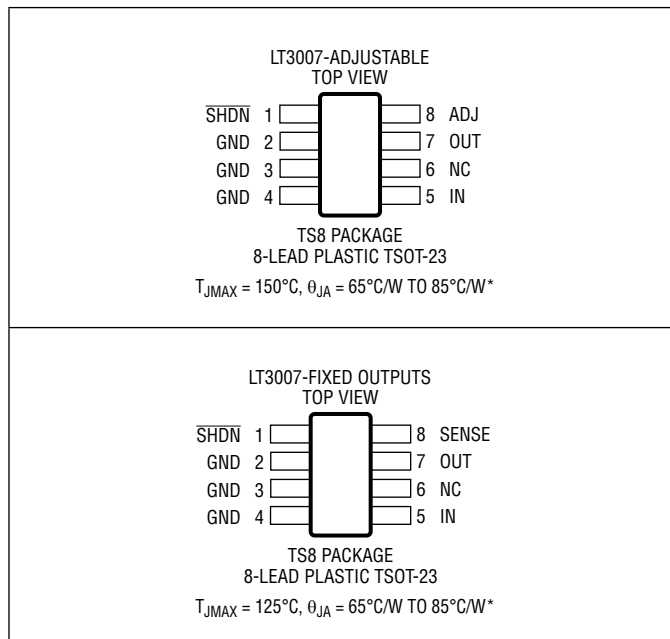 LT3007-ADJUSTABLE
TOP VIEW
SHDN 1 8 ADJ
GND 2 7 OUT
GND 3 6 NC
GND 4 5 IN
TS8 PACKAGE
8-LEAD PLASTIC TSOT-23
TJMAX = 150°C, θJA = 65°C/W TO 85°C/W*
LT3007-FIXED OUTPUTS
TOP VIEW
SHDN 1 8 SENSE
GND 2 7 OUT
GND 3 6 NC
GND 4 5 IN
TS8 PACKAGE
8-LEAD PLASTIC TSOT-23
TJMAX = 125°C, θJA = 65°C/W TO 85°C/W*